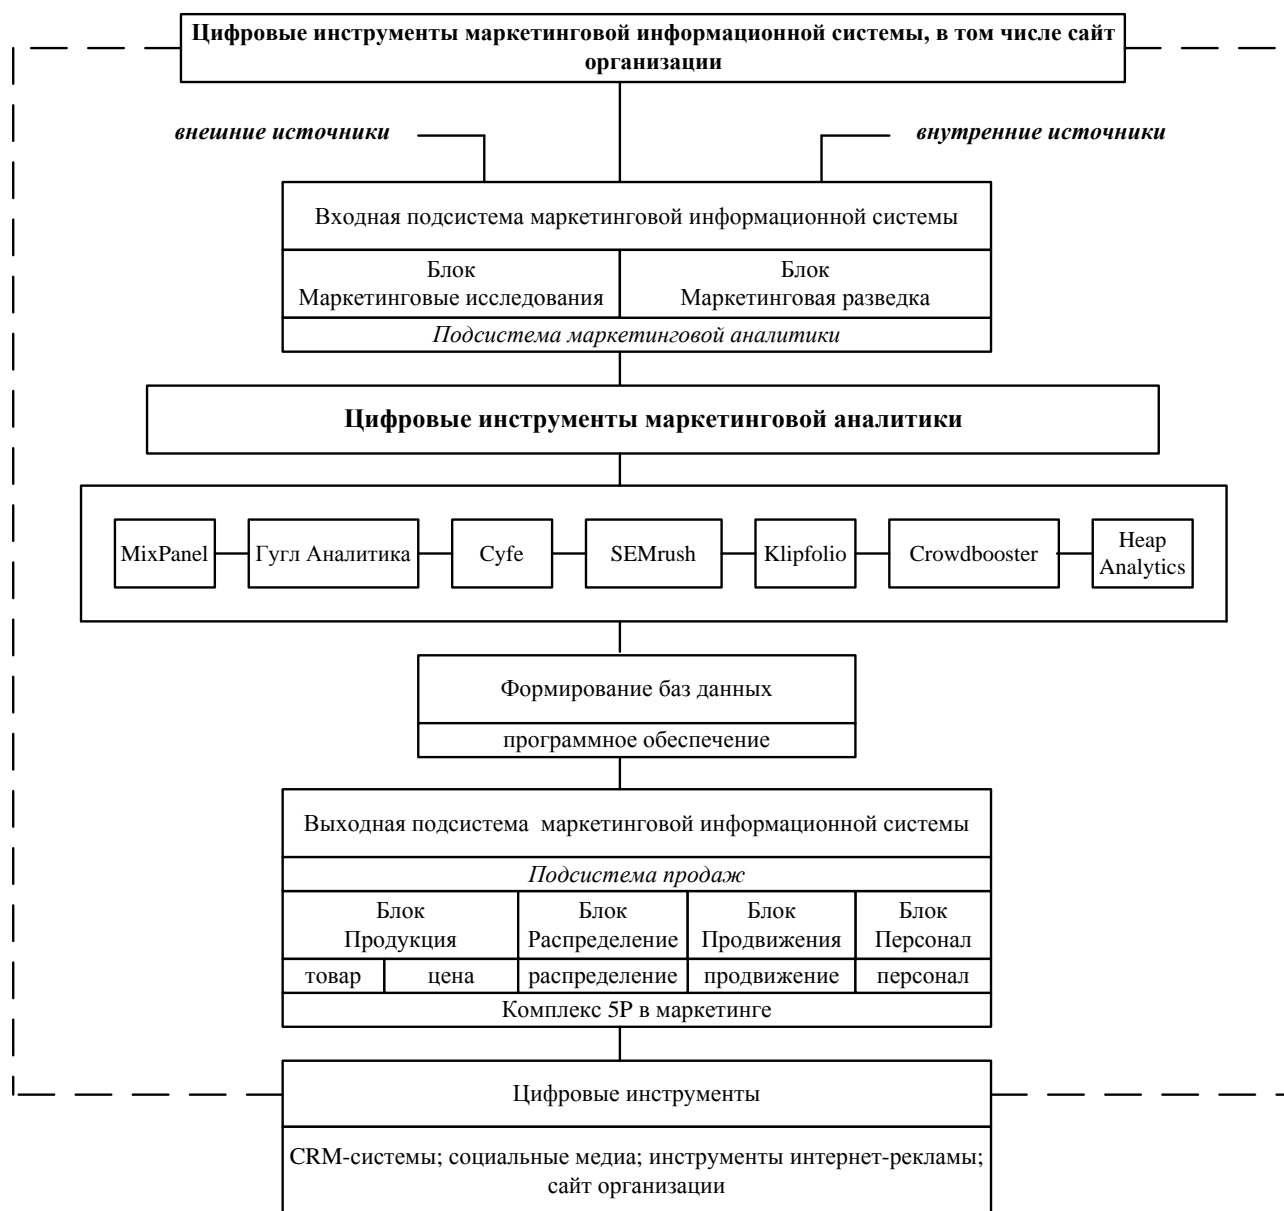 Цифровые инструменты маркетинговой информационной системы, в том числе сайт
организации
внешние источники
внутренние источники
Входная подсистема маркетинговой информационной системы
Блок
Маркетинговые исследования
Блок
Маркетинговая разведка
Подсистема маркетинговой аналитики
Цифровые инструменты маркетинговой аналитики
MixPanel
Гугл Аналитика
Cyfe
SEMrush
Klipfolio
Crowdbooster
Heap
Analytics
Формирование баз данных
программное обеспечение
Выходная подсистема маркетинговой информационной системы
Подсистема продаж
Блок
Продукция
Блок
Распределение
Блок
Продвижения
Блок
Персонал
товар
цена
распределение
продвижение
персонал
Комплекс 5P в маркетинге
Цифровые инструменты
CRM-системы; социальные медиа; инструменты интернет-рекламы;
сайт организации